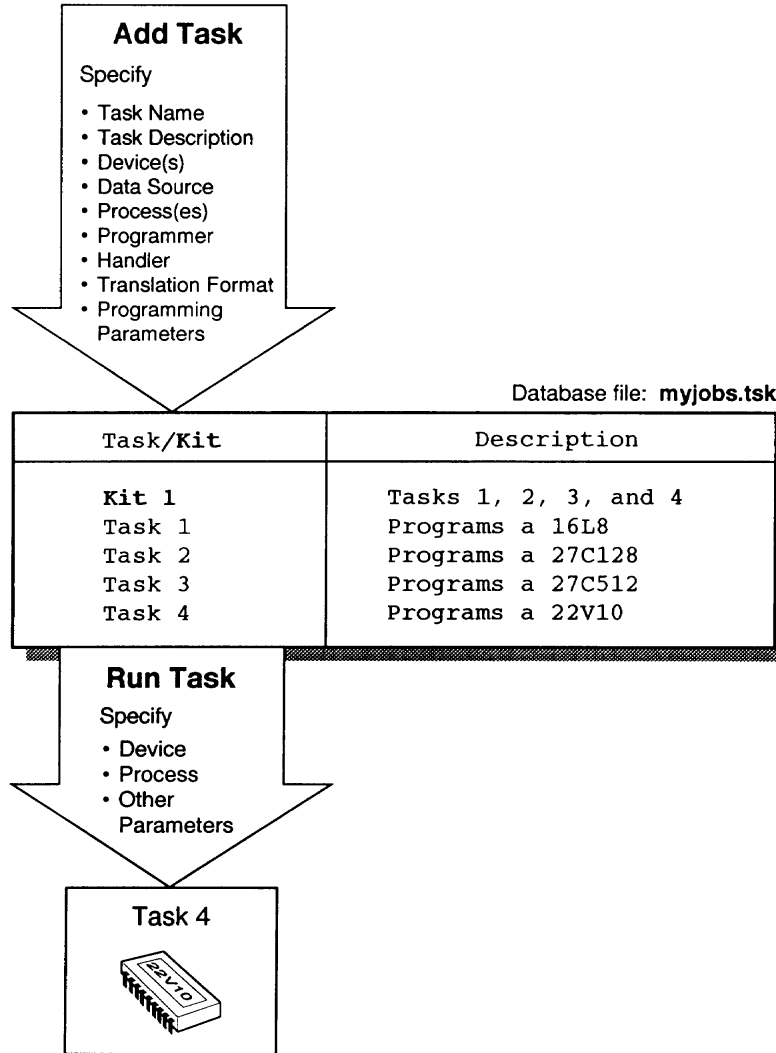 Add Task
Specify
• Task Name
• Task Description
• Device(s)
• Data Source
• Process(es)
• Programmer
• Handler
• Translation Format
• Programming
Parameters
Database file: myjobs.tsk
Task/Kit Description
Kit 1 Tasks 1, 2, 3, and 4
Task 1 Programs a 16L8
Task 2 Programs a 27C128
Task 3 Programs a 27C512
Task 4 Programs a 22V10
Run Task
Specify
• Device
• Process
• Other
Parameters
Task 4
22V10